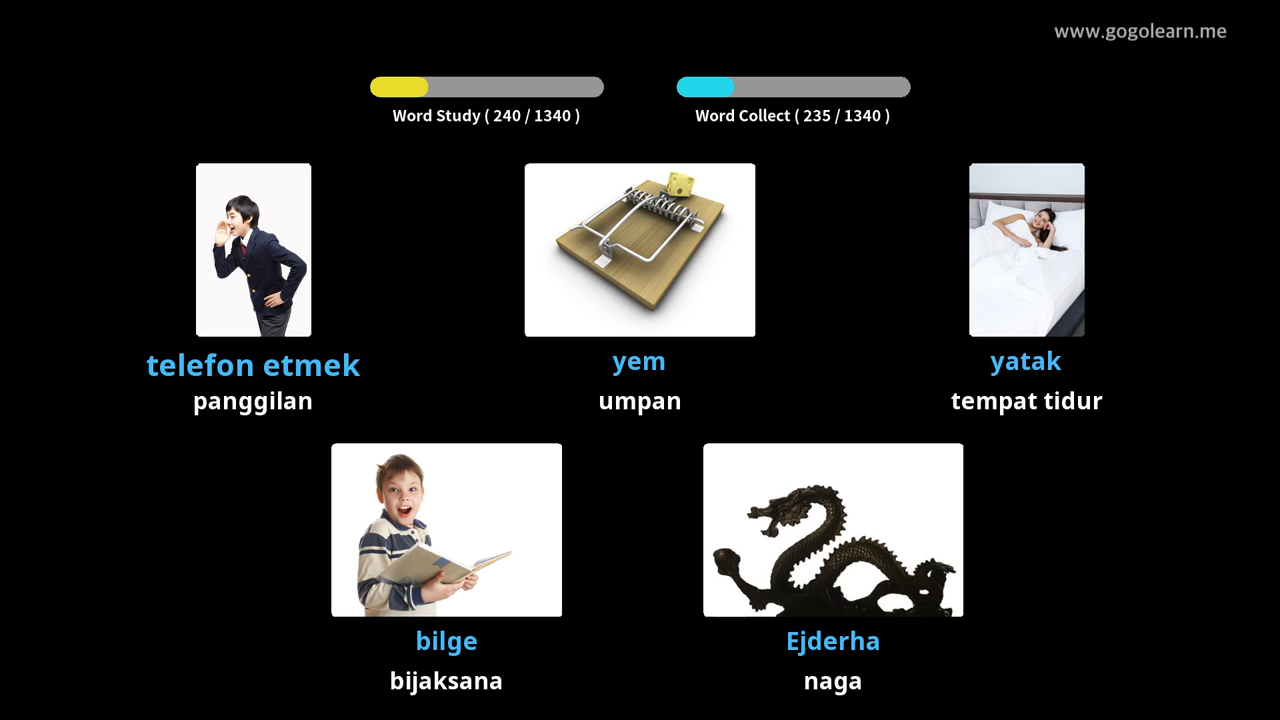 www.gogolearn.me
Word Study ( 240 / 1340 )
Word Collect ( 235 / 1340 )
telefon etmek
panggilan
yem
umpan
yatak
tempat tidur
bilge
bijaksana
Ejderha
naga